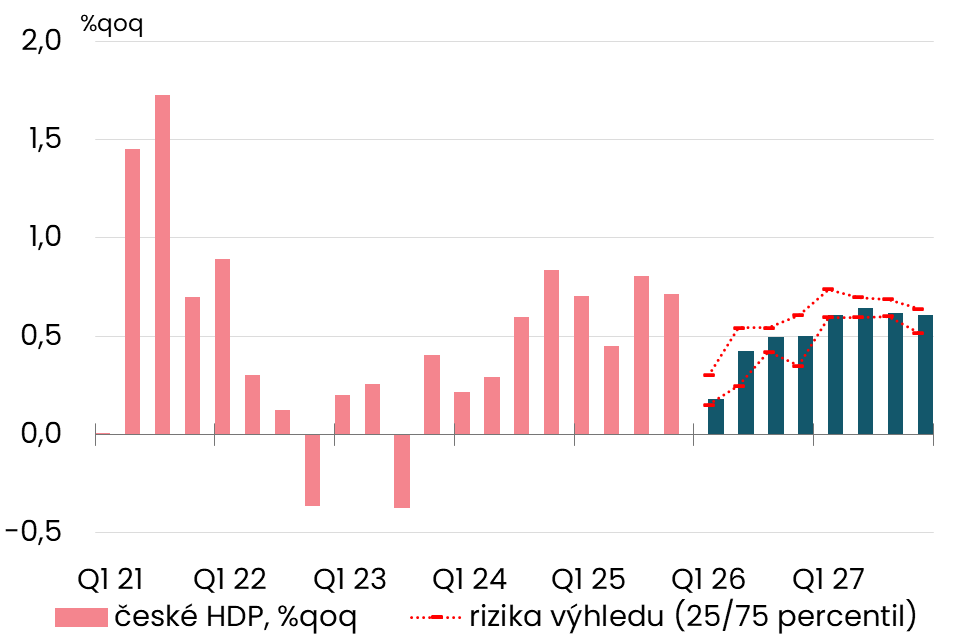 %qoq
2,0
1,5
1,0
0,5
0,0
-0,5
Q1 21 Q1 22 Q1 23 Q1 24 Q1 25 Q1 26 Q1 27
české HDP, %qoq rizika výhledu (25/75 percentil)